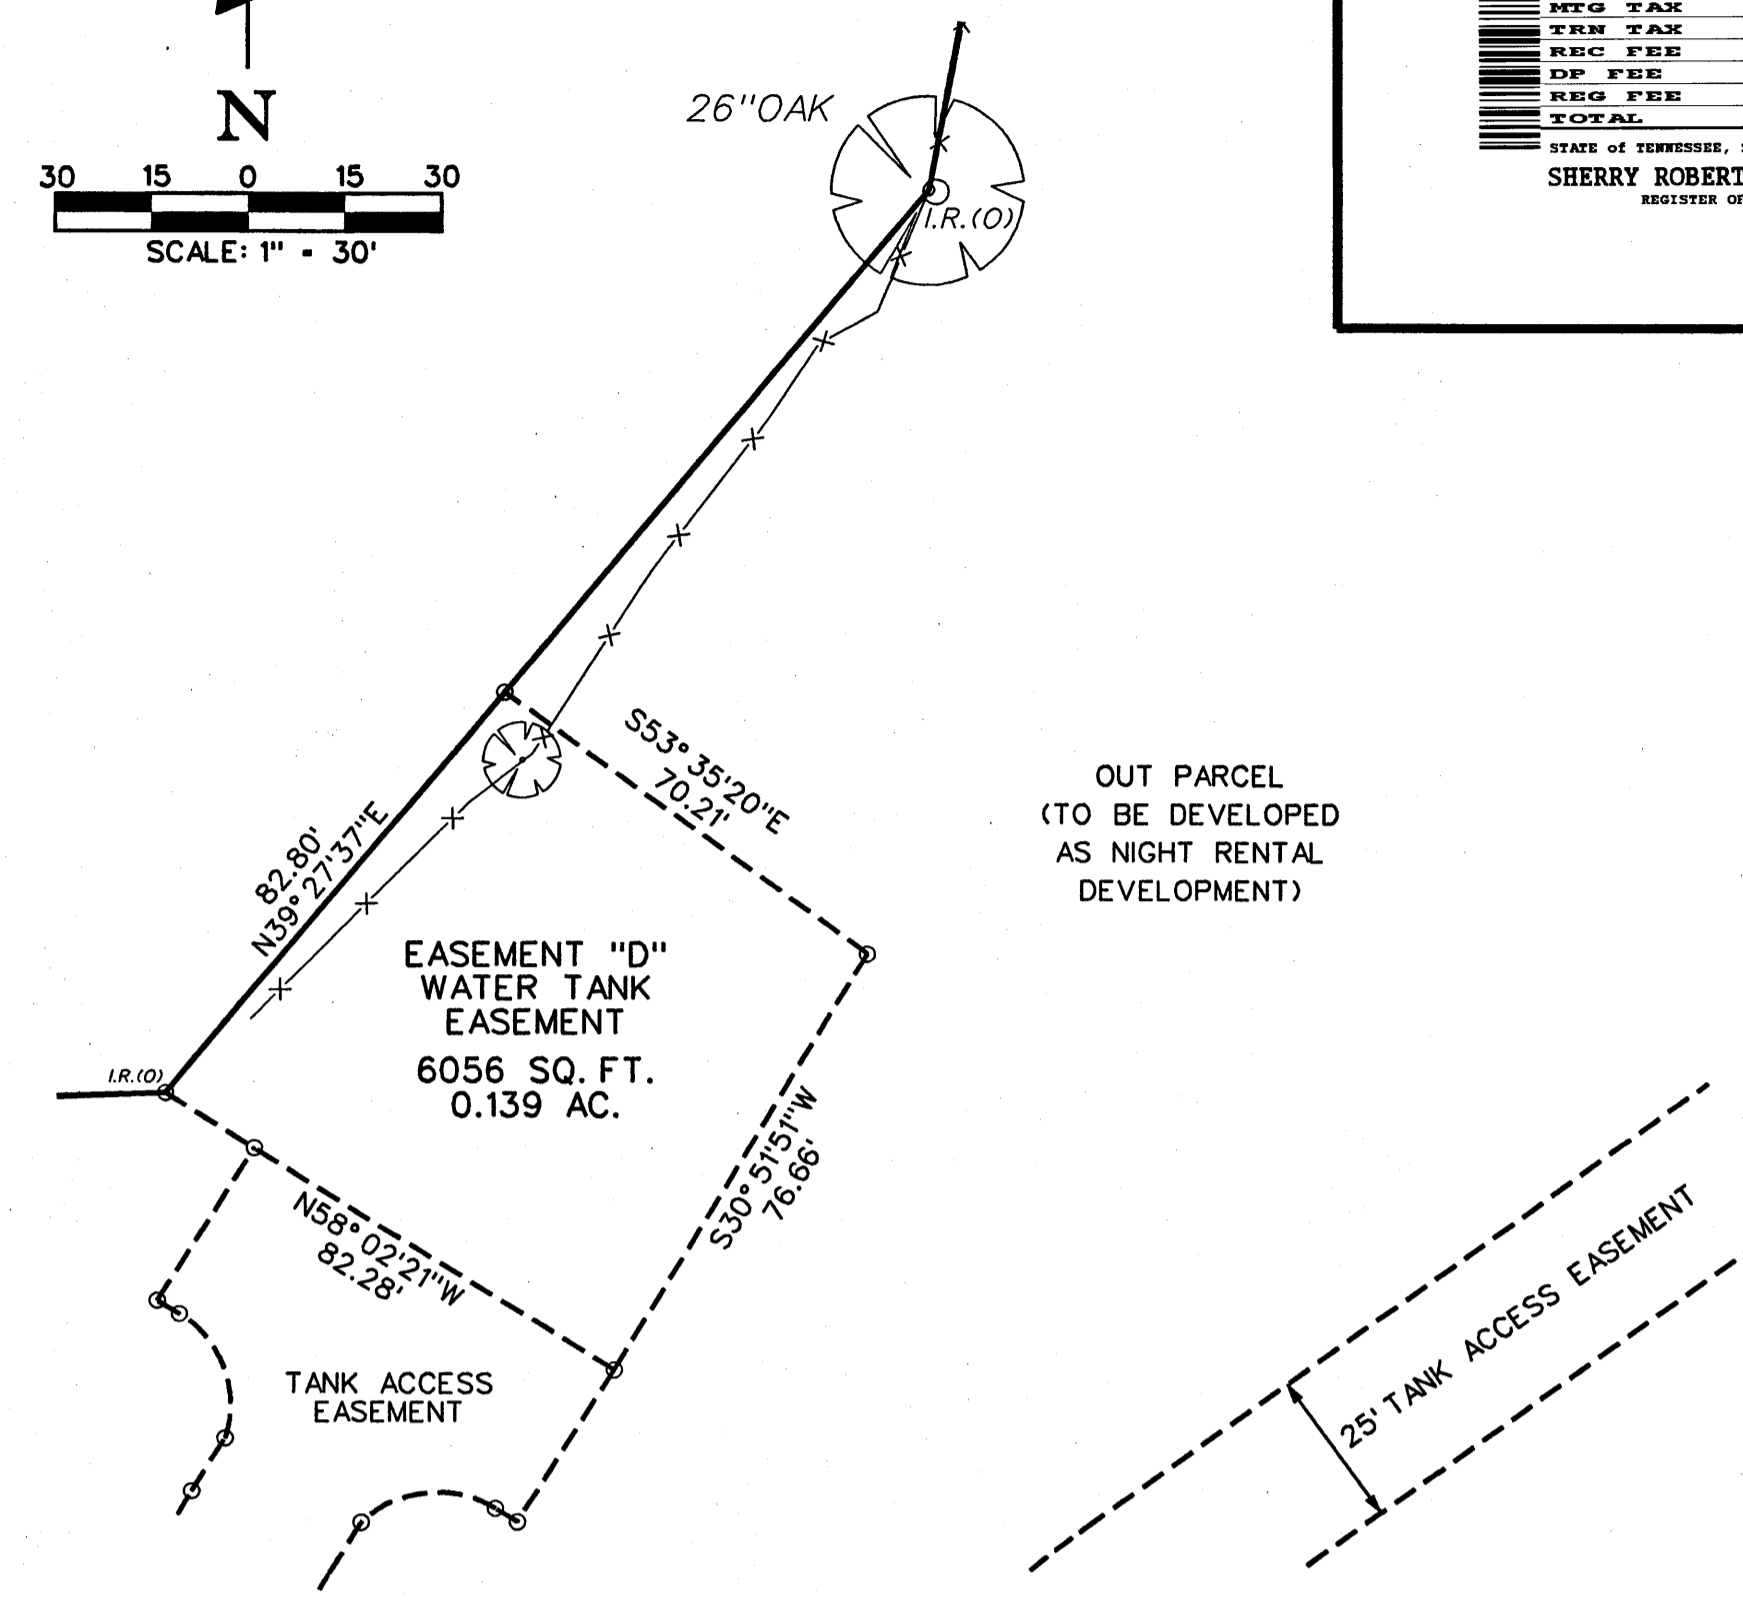 N
30 15 0 15 30
SCALE: 1" = 30'
MTG TAX
TRN TAX
REC FEE
DP FEE
REG FEE
TOTAL
STATE of TENNESSEE,
SHERRY ROBERT
REGISTER OF
26"OAK
I.R.(O)
S53°35'20"E
70.21'
OUT PARCEL
(TO BE DEVELOPED
AS NIGHT RENTAL
DEVELOPMENT)
82.80'
N39°27'37"E
EASEMENT "D"
WATER TANK
EASEMENT
6056 SQ. FT.
0.139 AC.
I.R.(O)
S30°51'51"W
76.66'
N58°02'21"W
82.28'
TANK ACCESS
EASEMENT
25' TANK ACCESS EASEMENT